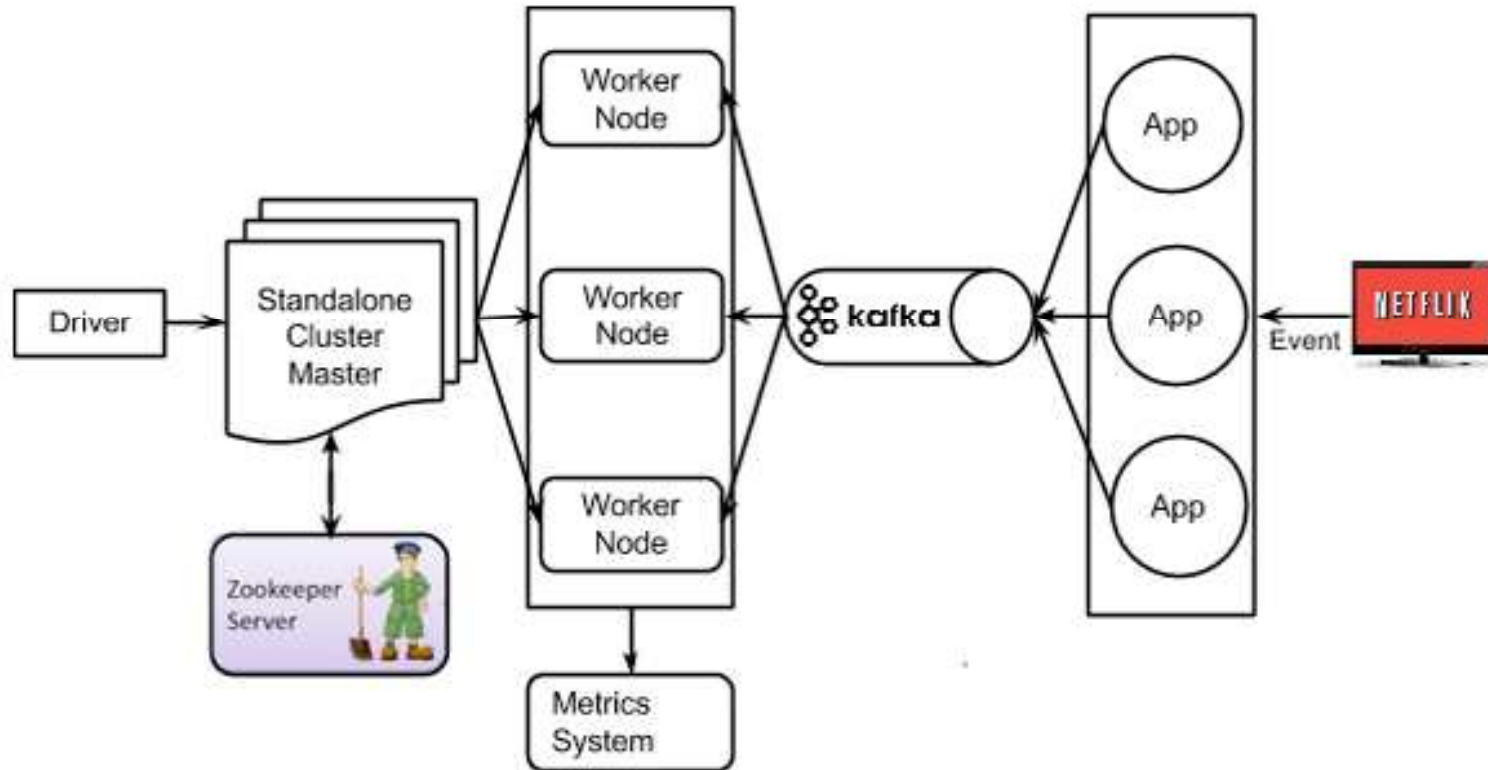 Driver
Standalone
Cluster
Master
Zookeeper
Server
Worker
Node
Worker
Node
Worker
Node
Metrics
System
kafka
App
App
App
Event
NETFLIX